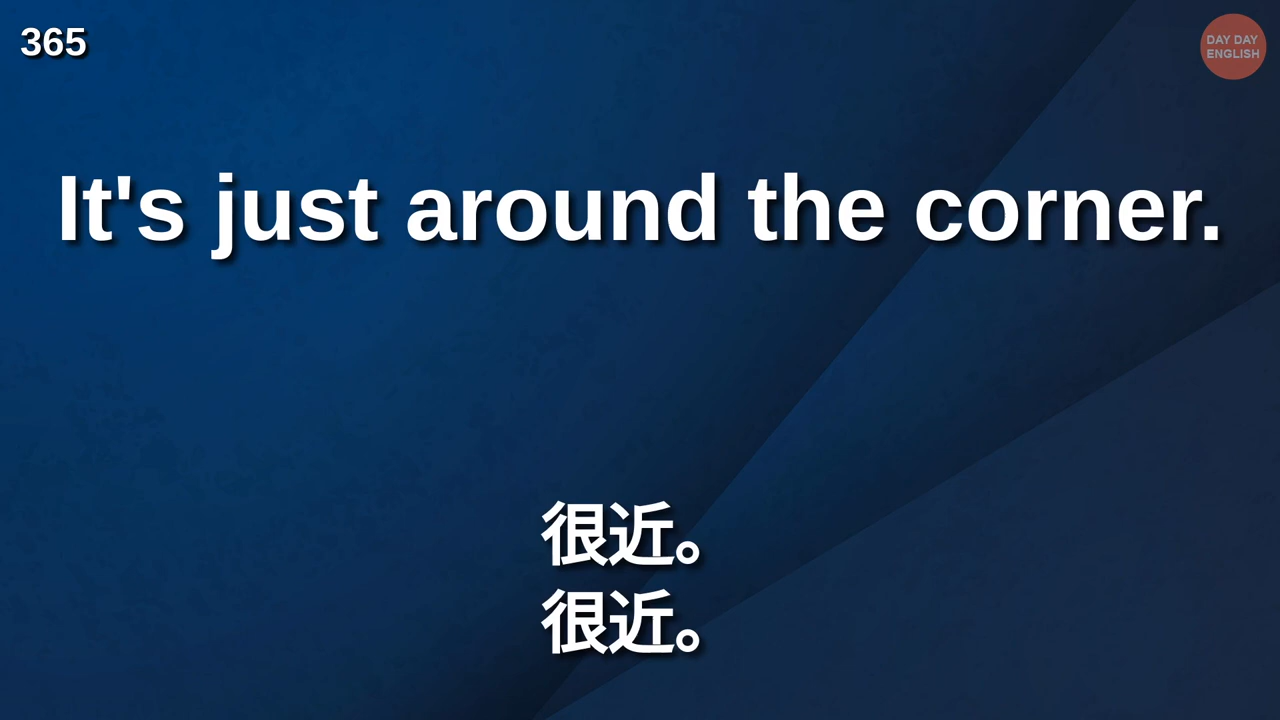 365
DAY DAY
ENGLISH
It's just around the corner.
很近。
很近。